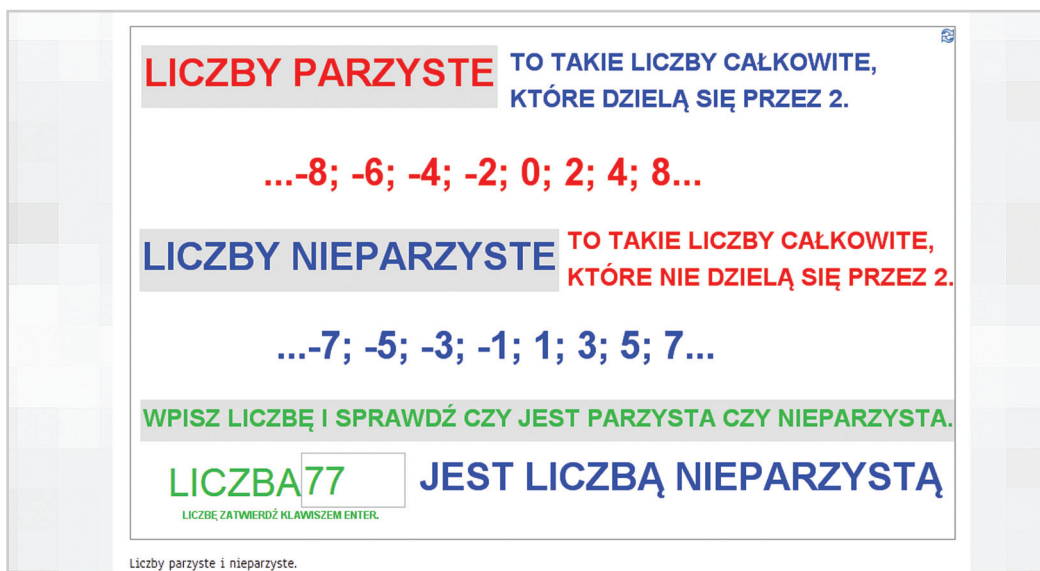 LICZBY PARZYSTE
TO TAKIE LICZBY CAŁKOWITE,
KTÓRE DZIELĄ SIĘ PRZEZ 2.
...-8; -6; -4; -2; 0; 2; 4; 8...
LICZBY NIEPARZYSTE
TO TAKIE LICZBY CAŁKOWITE,
KTÓRE NIE DZIELĄ SIĘ PRZEZ 2.
...-7; -5; -3; -1; 1; 3; 5; 7...
WPISZ LICZBĘ I SPRAWDŹ CZY JEST PARZYSTA CZY NIEPARZYSTA.
LICZBA 77 JEST LICZBĄ NIEPARZYSTĄ
LICZBĘ ZATWIERDŹ KLAWISZEM ENTER.
Liczby parzyste i nieparzyste.